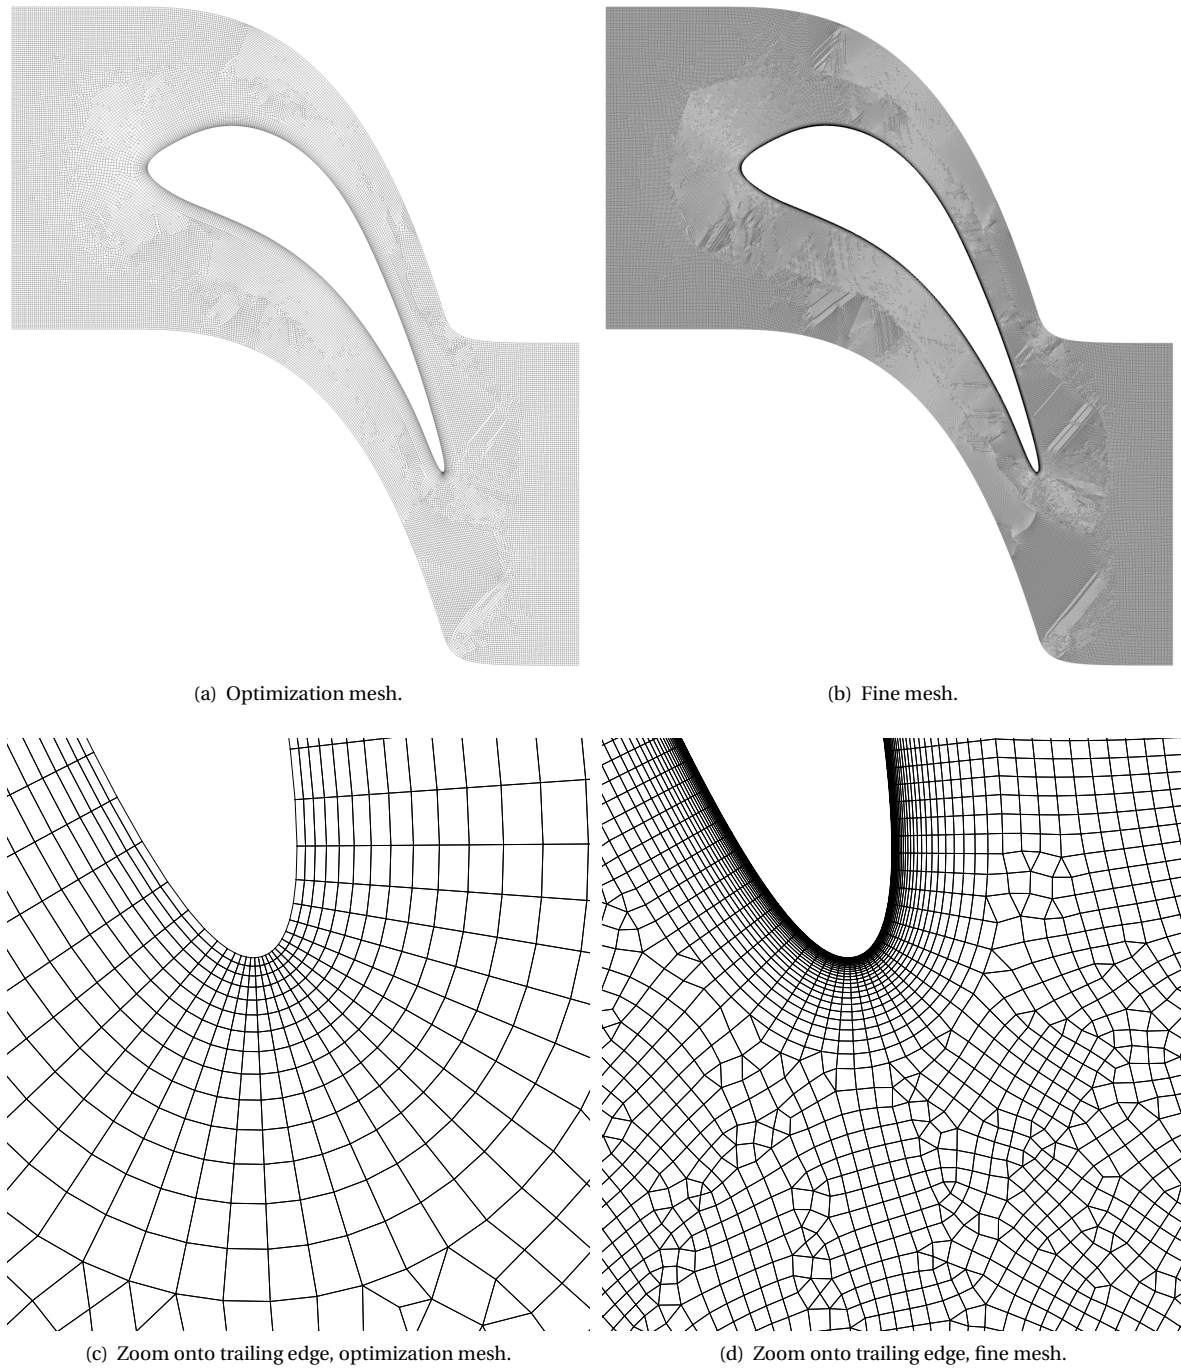 (a) Optimization mesh.
(b) Fine mesh.
(c) Zoom onto trailing edge, optimization mesh.
(d) Zoom onto trailing edge, fine mesh.